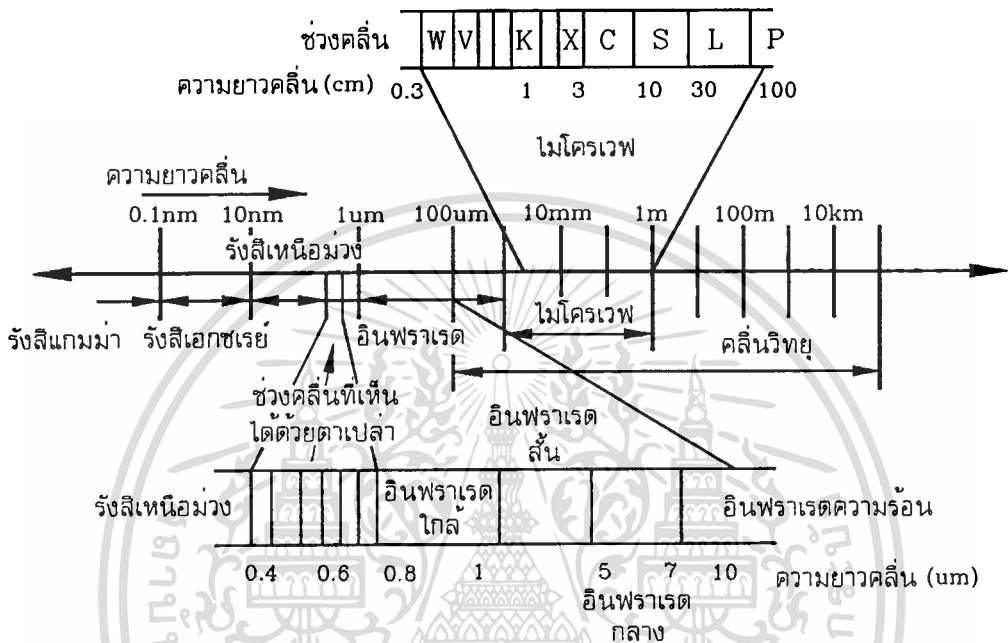 ช่วงคลื่น W V K X C S L P
ความยาวคลื่น (cm) 0.3 1 3 10 30 100
ไมโครเวฟ
ความยาวคลื่น
0.1nm 10nm 1um 100um 10mm 1m 100m 10km
รังสีเหนือม่วง
รังสีแกมม่า รังสีเอกซเรย์ อินฟราเรด ไมโครเวฟ คลื่นวิทยุ
ช่วงคลื่นที่เห็น
ได้ด้วยตาเปล่า
อินฟราเรด
สั้น
รังสีเหนือม่วง อินฟราเรด อินฟราเรดความร้อน
ใกล้
0.4 0.6 0.8 1 5 7 10 ความยาวคลื่น (um)
อินฟราเรด
กลาง